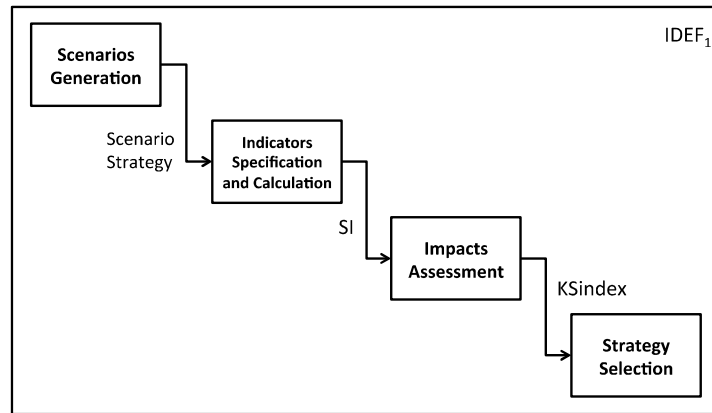 IDEF1
Scenarios
Generation
Scenario
Strategy
Indicators
Specification
and Calculation
SI
Impacts
Assessment
KSindex
Strategy
Selection